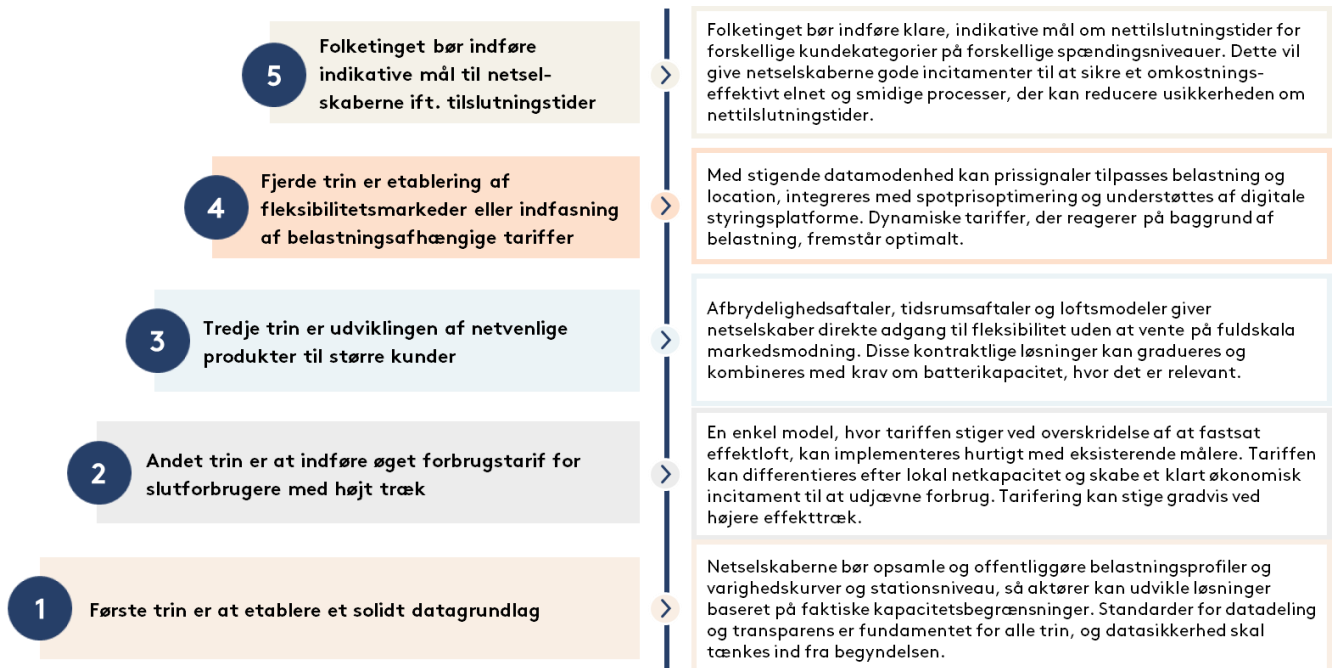 5
Folketinget bør indføre
indikative mål til netsel-
skaberne ift. tilslutningstider
Folketinget bør indføre klare, indikative mål om nettilslutningstider for
forskellige kundekategorier på forskellige spændingsniveauer. Dette vil
give netselskaberne gode incitamenter til at sikre et omkostnings-
effektivt elnet og smidige processer, der kan reducere usikkerheden om
nettilslutningstider.
4
Fjerde trin er etablering af
fleksibilitetsmarkeder eller indfasning
af belastningsafhængige tariffer
Med stigende datamodenhed kan prissignaler tilpasses belastning og
location, integreres med spotprisoptimering og understøttes af digitale
styringsplatforme. Dynamiske tariffer, der reagerer på baggrund af
belastning, fremstår optimalt.
3
Tredje trin er udviklingen af netvenlige
produkter til større kunder
Afbrydelighedsaftaler, tidsrumsaftaler og loftsmodeler giver
netselskaber direkte adgang til fleksibilitet uden at vente på fuldskala
markedsmodning. Disse kontraktlige løsninger kan gradueres og
kombineres med krav om batterikapacitet, hvor det er relevant.
2
Andet trin er at indføre øget forbrugstarif for
slutforbrugere med højt træk
En enkel model, hvor tariffen stiger ved overskridelse af at fastsat
effektloft, kan implementeres hurtigt med eksisterende målere. Tariffen
kan differentieres efter lokal netkapacitet og skabe et klart økonomisk
incitament til at udjævne forbrug. Tarifering kan stige gradvis ved
højere effekttræk.
1
Første trin er at etablere et solidt datagrundlag
Netselskaberne bør opsamle og offentliggøre belastningsprofiler og
varighedskurver og stationsniveau, så aktører kan udvikle løsninger
baseret på faktiske kapacitetsbegrænsninger. Standarder for datadeling
og transparens er fundamentet for alle trin, og datasikkerhed skal
tænkes ind fra begyndelsen.